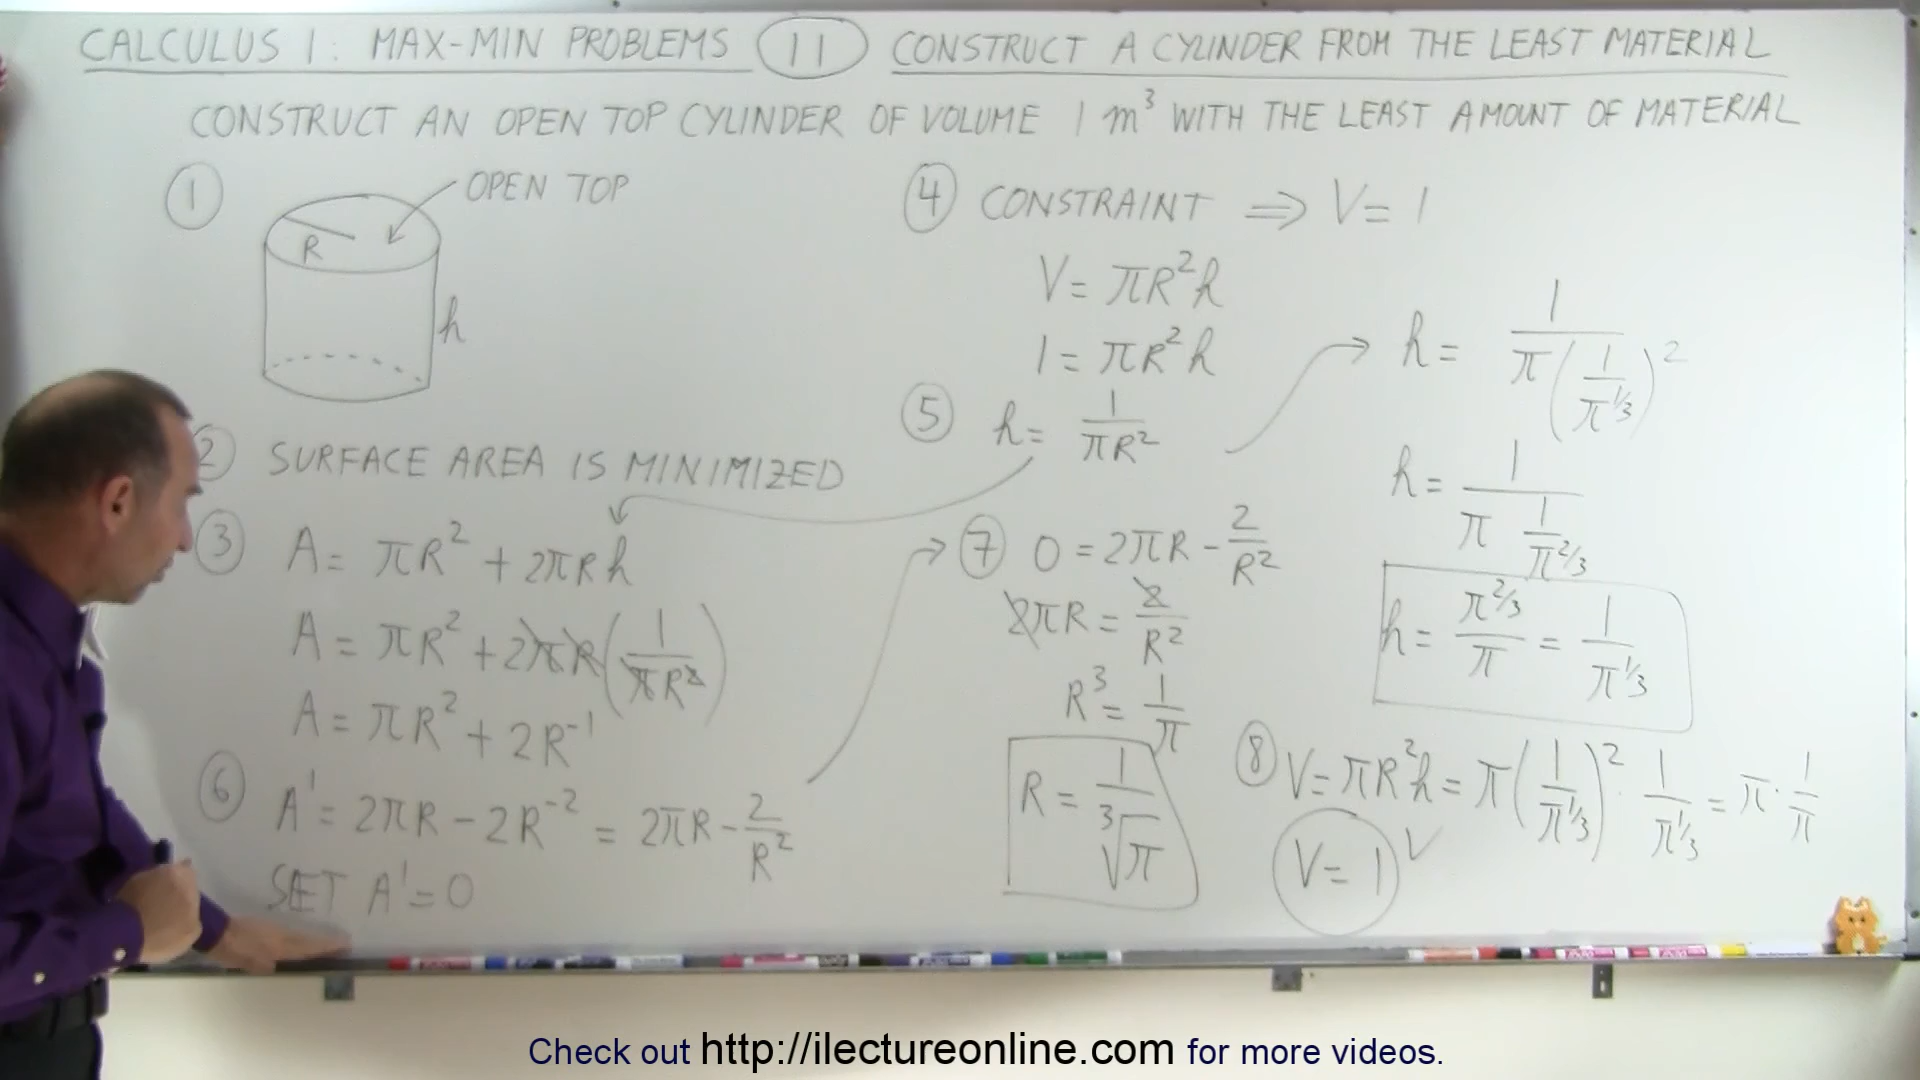 CALCULUS 1: MAX-MIN PROBLEMS (11) CONSTRUCT A CYLINDER FROM THE LEAST MATERIAL
CONSTRUCT AN OPEN TOP CYLINDER OF VOLUME 1 m³ WITH THE LEAST AMOUNT OF MATERIAL
① OPEN TOP
R
h
② SURFACE AREA IS MINIMIZED
③ A = πR² + 2πRh
A = πR² + 2πR(1/(πR²))
A = πR² + 2R⁻¹
⑥ A' = 2πR − 2R⁻² = 2πR − 2/R²
SET A' = 0
④ CONSTRAINT ⇒ V = 1
V = πR²h
1 = πR²h
⑤ h = 1/(πR²)
⑦ 0 = 2πR − 2/R²
2πR = 2/R²
R³ = 1/π
R = 1/∛π
h = 1/(π(1/π^(1/3))²)
h = 1/(π 1/π^(2/3))
h = π^(2/3)/π = 1/π^(1/3)
⑧ V = πR²h = π(1/π^(1/3))² · 1/π^(1/3) = π · 1/π
V = 1 ✓
Check out http://ilectureonline.com for more videos.